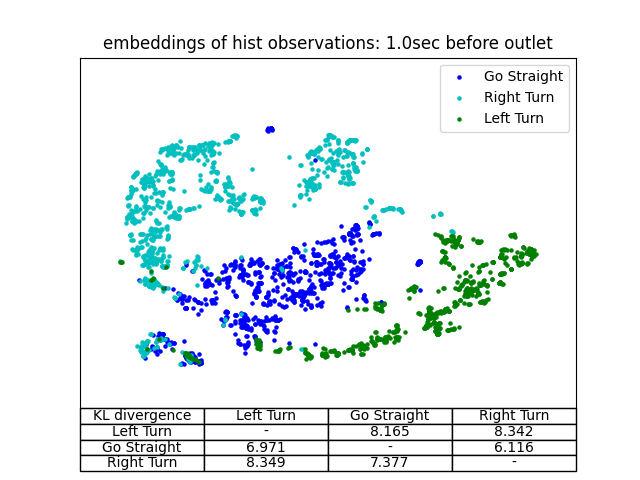 embeddings of hist observations: 1.0sec before outlet
Go Straight
Right Turn
Left Turn
KL divergence Left Turn Go Straight Right Turn
Left Turn - 8.165 8.342
Go Straight 6.971 - 6.116
Right Turn 8.349 7.377 -